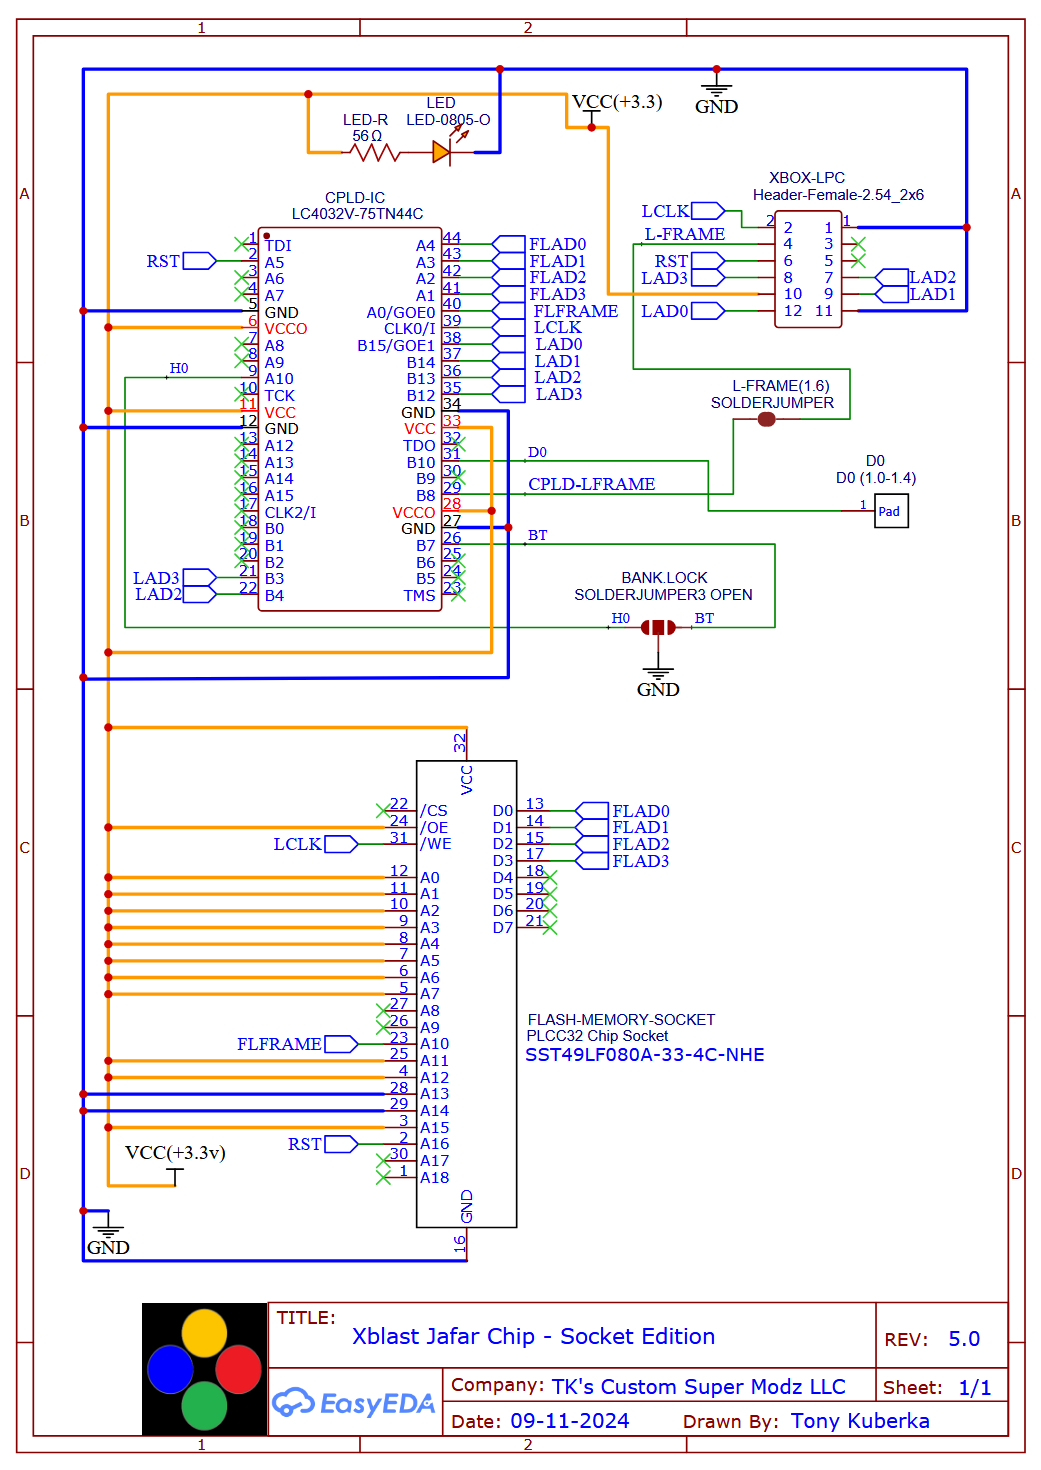 1
2
A
B
C
D
A
B
C
D
1
2
VCC(+3.3)
GND
LED-R
56Ω
LED
LED-0805-O
CPLD-IC
LC4032V-75TN44C
1 TDI
RST 2 A5
3 A6
4 A7
5 GND
6 VCCO
7 A8
8 A9
H0
9 A10
10 TCK
11 VCC
12 GND
13 A12
14 A13
15 A14
16 A15
17 CLK2/I
18 B0
19 B1
20 B2
LAD3 21 B3
LAD2 22 B4
A4 44 FLAD0
A3 43 FLAD1
A2 42 FLAD2
A1 41 FLAD3
A0/GOE0 40 FLFRAME
CLK0/I 39 LCLK
B15/GOE1 38 LAD0
B14 37 LAD1
B13 36 LAD2
B12 35 LAD3
GND 34
VCC 33
TDO 32
B10 31 D0
B9 30
B8 29 CPLD-LFRAME
VCCO 28
GND 27
B7 26 BT
B6 25
B5 24
TMS 23
XBOX-LPC
Header-Female-2.54_2x6
LCLK 2 2 1 1
L-FRAME 4 3
RST 6 5
LAD3 8 7 LAD2
10 9 LAD1
LAD0 12 11
L-FRAME(1.6)
SOLDERJUMPER
D0
D0 (1.0-1.4)
1 Pad
BANK.LOCK
SOLDERJUMPER3 OPEN
H0 BT
GND
32
VCC
22 /CS
24 /OE
LCLK 31 /WE
12 A0
11 A1
10 A2
9 A3
8 A4
7 A5
6 A6
5 A7
27 A8
26 A9
FLFRAME 23 A10
25 A11
4 A12
28 A13
29 A14
3 A15
RST 2 A16
30 A17
1 A18
D0 13 FLAD0
D1 14 FLAD1
D2 15 FLAD2
D3 17 FLAD3
D4 18
D5 19
D6 20
D7 21
GND
16
FLASH-MEMORY-SOCKET
PLCC32 Chip Socket
SST49LF080A-33-4C-NHE
VCC(+3.3v)
GND
TITLE:
Xblast Jafar Chip - Socket Edition
REV: 5.0
EasyEDA
Company: TK's Custom Super Modz LLC
Sheet: 1/1
Date: 09-11-2024
Drawn By: Tony Kuberka